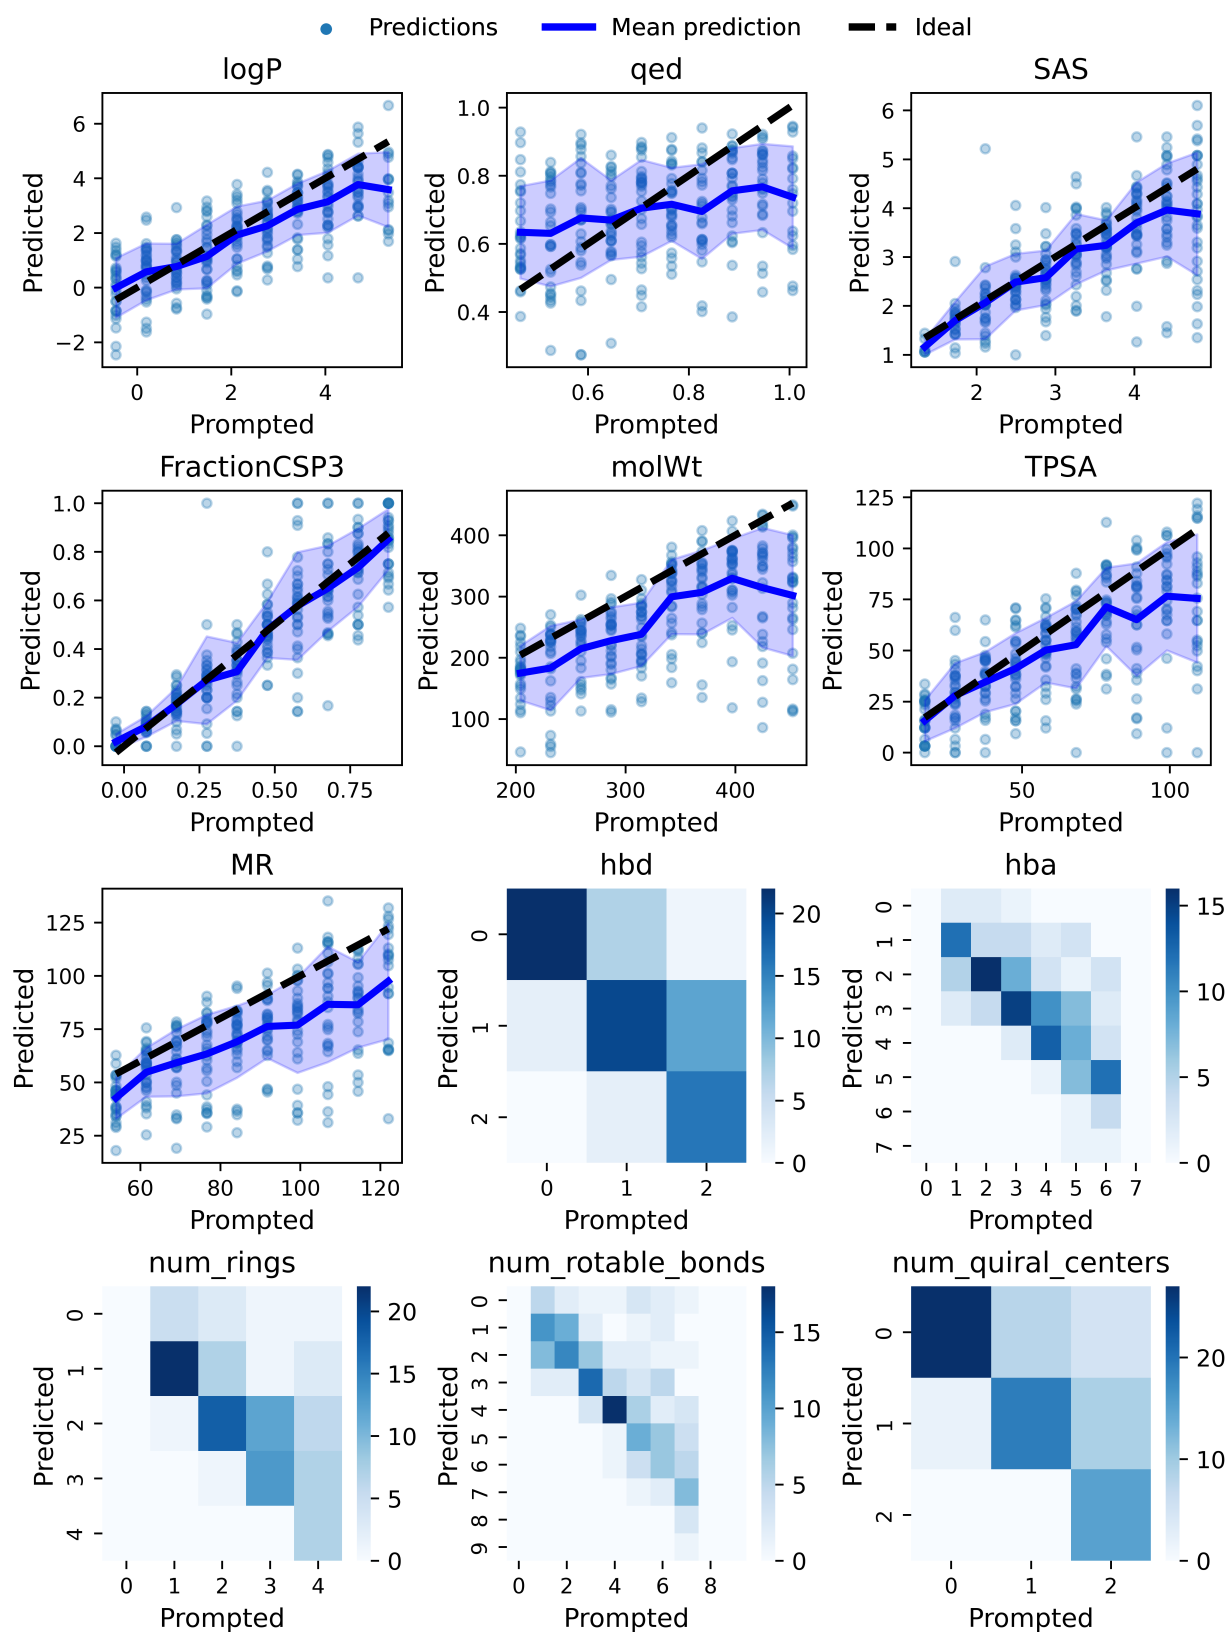 Predictions Mean prediction Ideal
logP qed SAS
6
4
2
0
−2
0 2 4
Predicted
Prompted
1.0
0.8
0.6
0.4
0.6 0.8 1.0
Predicted
Prompted
6
5
4
3
2
1
2 3 4
Predicted
Prompted
FractionCSP3 molWt TPSA
1.0
0.8
0.6
0.4
0.2
0.0
0.00 0.25 0.50 0.75
Predicted
Prompted
400
300
200
100
200 300 400
Predicted
Prompted
125
100
75
50
25
0
50 100
Predicted
Prompted
MR hbd hba
125
100
75
50
25
60 80 100 120
Predicted
Prompted
0
1
2
0 1 2
Predicted
Prompted
20
15
10
5
0
0
1
2
3
4
5
6
7
0 1 2 3 4 5 6 7
Predicted
Prompted
15
10
5
0
num_rings num_rotable_bonds num_quiral_centers
0
1
2
3
4
0 1 2 3 4
Predicted
Prompted
20
15
10
5
0
0
1
2
3
4
5
6
7
8
9
0 2 4 6 8
Predicted
Prompted
15
10
5
0
0
1
2
0 1 2
Predicted
Prompted
20
10
0